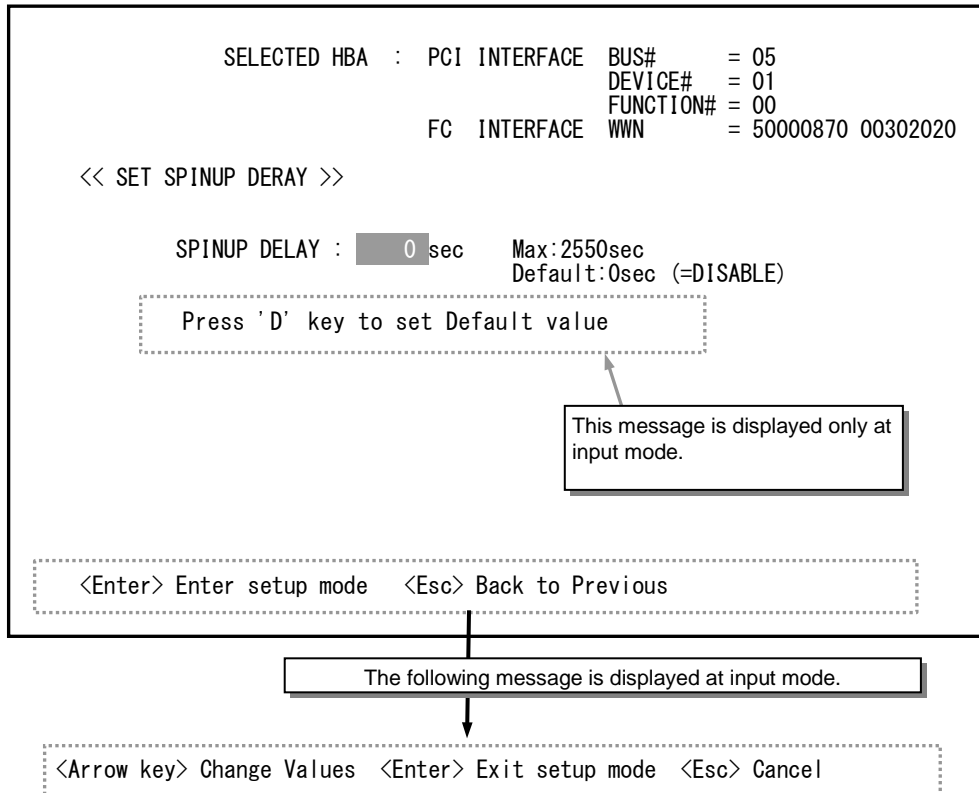 SELECTED HBA : PCI INTERFACE BUS# = 05
DEVICE# = 01
FUNCTION# = 00
FC INTERFACE WWN = 50000870 00302020
<< SET SPINUP DERAY >>
SPINUP DELAY : 0 sec Max:2550sec
Default:0sec (=DISABLE)
Press 'D' key to set Default value
This message is displayed only at
input mode.
<Enter> Enter setup mode <Esc> Back to Previous
The following message is displayed at input mode.
<Arrow key> Change Values <Enter> Exit setup mode <Esc> Cancel